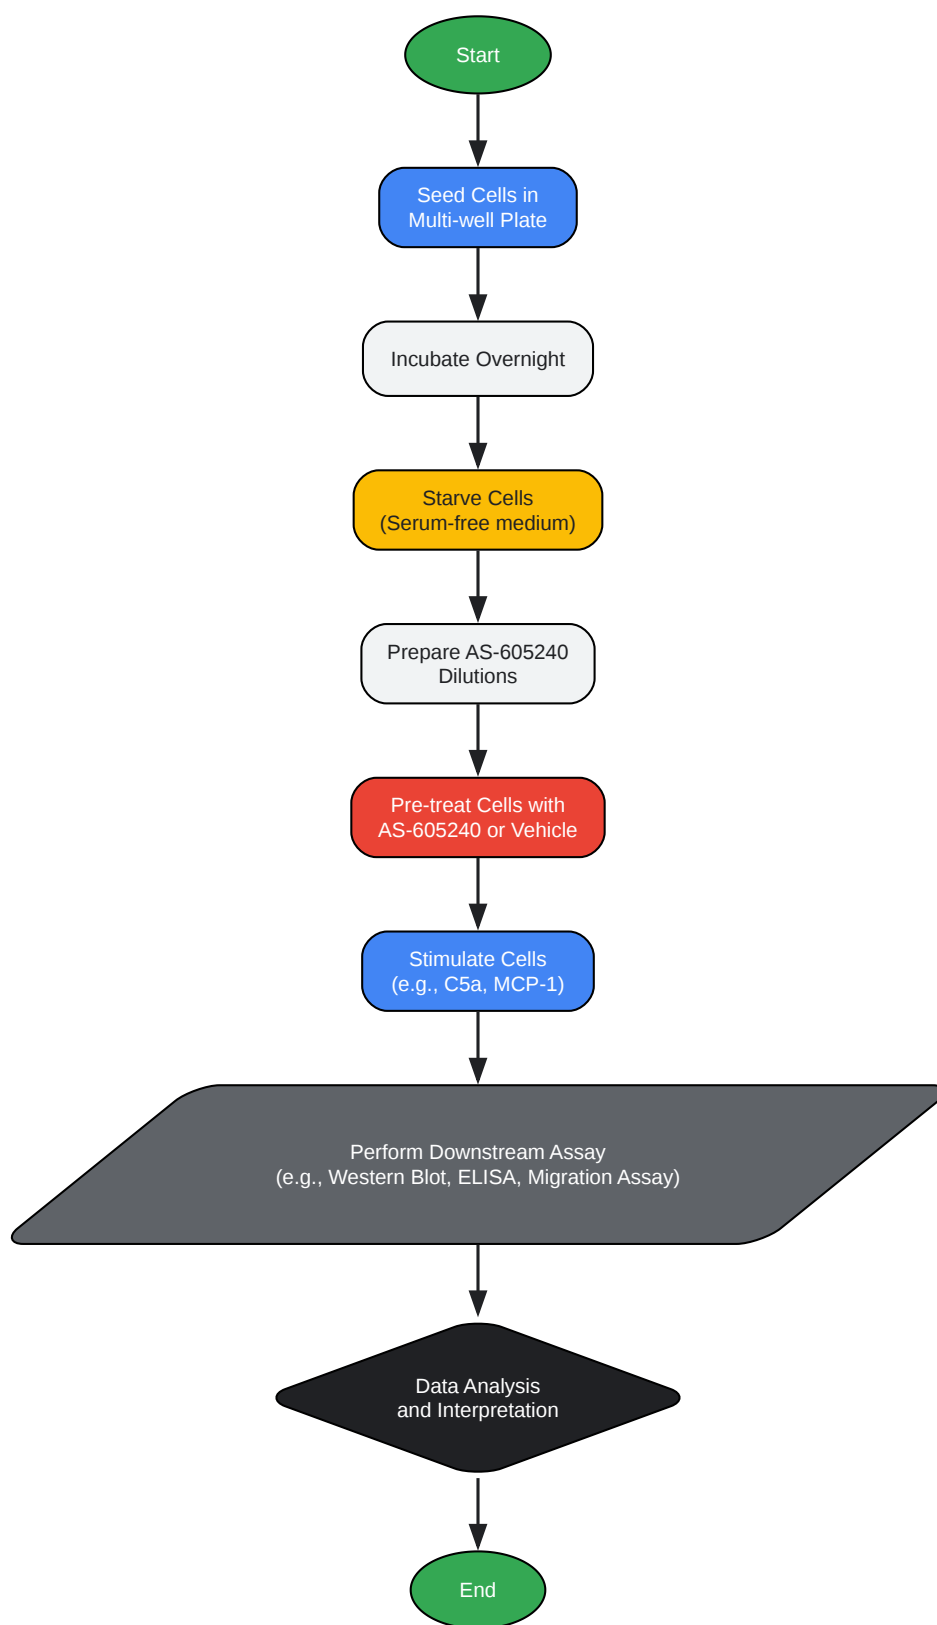 Start
Seed Cells in
Multi-well Plate
Incubate Overnight
Starve Cells
(Serum-free medium)
Prepare AS-605240
Dilutions
Pre-treat Cells with
AS-605240 or Vehicle
Stimulate Cells
(e.g., C5a, MCP-1)
Perform Downstream Assay
(e.g., Western Blot, ELISA, Migration Assay)
Data Analysis
and Interpretation
End